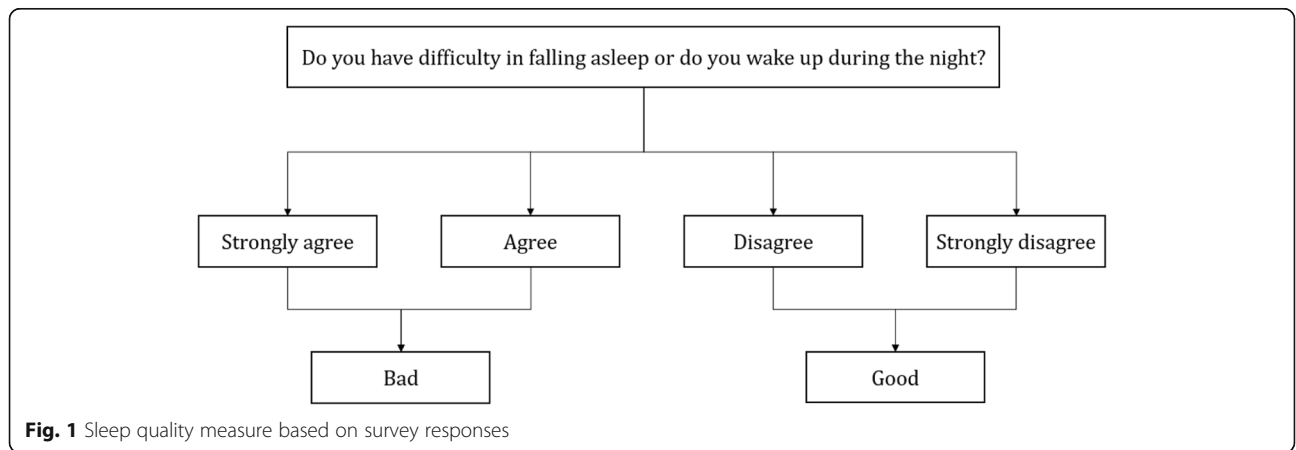 Do you have difficulty in falling asleep or do you wake up during the night?
Strongly agree
Agree
Disagree
Strongly disagree
Bad
Good
Fig. 1 Sleep quality measure based on survey responses